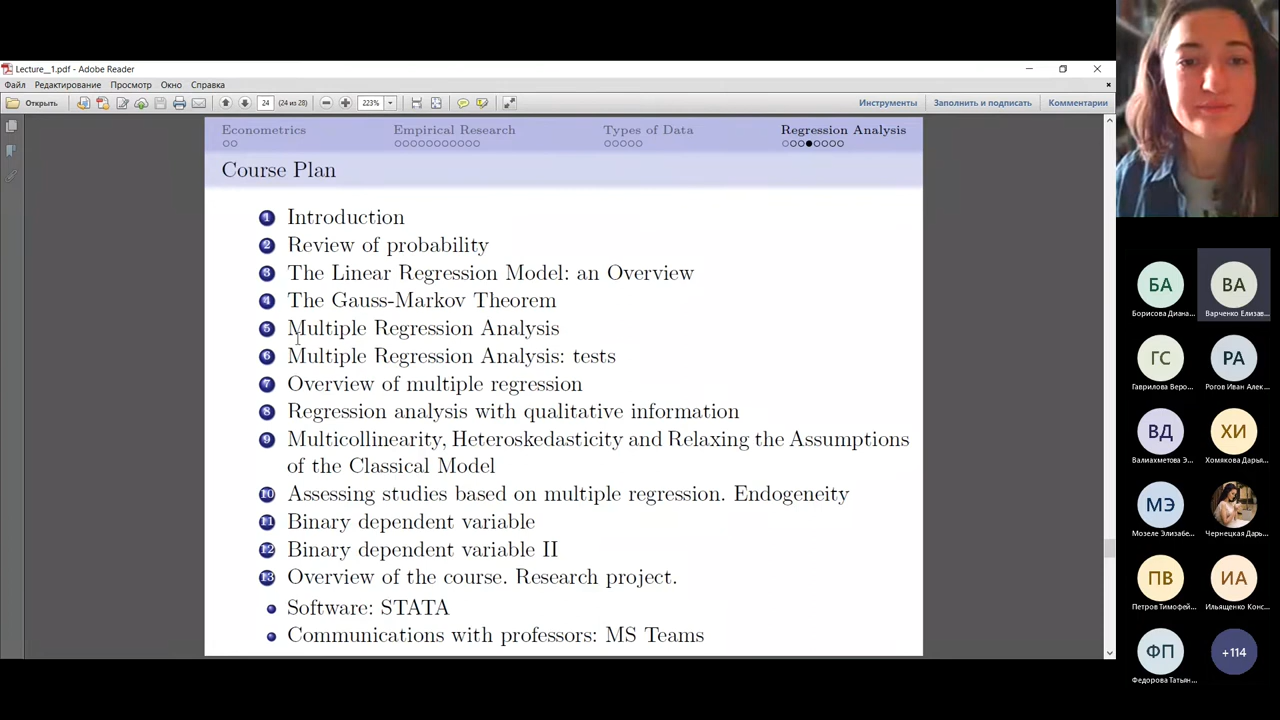 Lecture__1.pdf - Adobe Reader
Файл Редактирование Просмотр Окно Справка
Открыть 24 (24 из 28) 223% Инструменты Заполнить и подписать Комментарии
Econometrics Empirical Research Types of Data Regression Analysis
Course Plan
1 Introduction
2 Review of probability
3 The Linear Regression Model: an Overview
4 The Gauss-Markov Theorem
5 Multiple Regression Analysis
6 Multiple Regression Analysis: tests
7 Overview of multiple regression
8 Regression analysis with qualitative information
9 Multicollinearity, Heteroskedasticity and Relaxing the Assumptions
of the Classical Model
10 Assessing studies based on multiple regression. Endogeneity
11 Binary dependent variable
12 Binary dependent variable II
13 Overview of the course. Research project.
Software: STATA
Communications with professors: MS Teams
БА ВА
Борисова Диана... Варченко Елизав...
ГС РА
Гаврилова Веро... Рогов Иван Алек...
ВД ХИ
Валиахметова Э... Хомякова Дарья...
МЭ
Мозеле Элизабе... Чернецкая Дарь...
ПВ ИА
Петров Тимофей... Ильященко Конс...
ФП +114
Федорова Татьян...